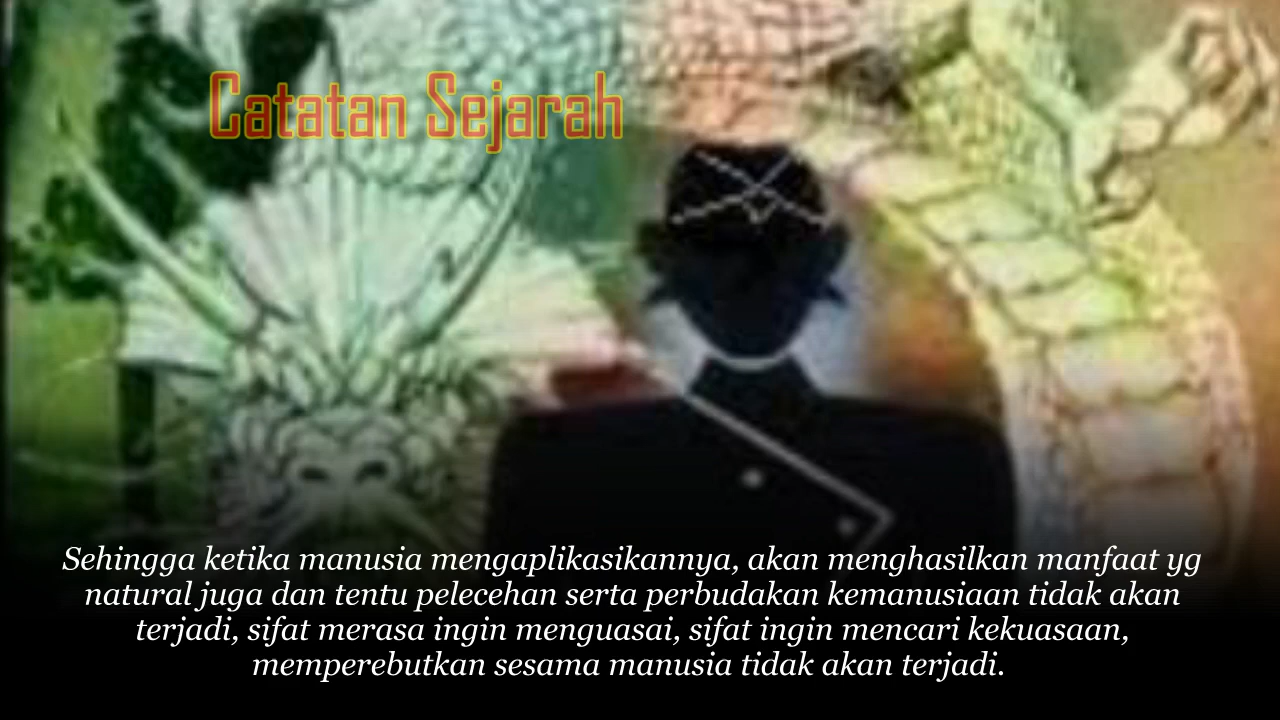 Catatan Sejarah
Sehingga ketika manusia mengaplikasikannya, akan menghasilkan manfaat yg
natural juga dan tentu pelecehan serta perbudakan kemanusiaan tidak akan
terjadi, sifat merasa ingin menguasai, sifat ingin mencari kekuasaan,
memperebutkan sesama manusia tidak akan terjadi.